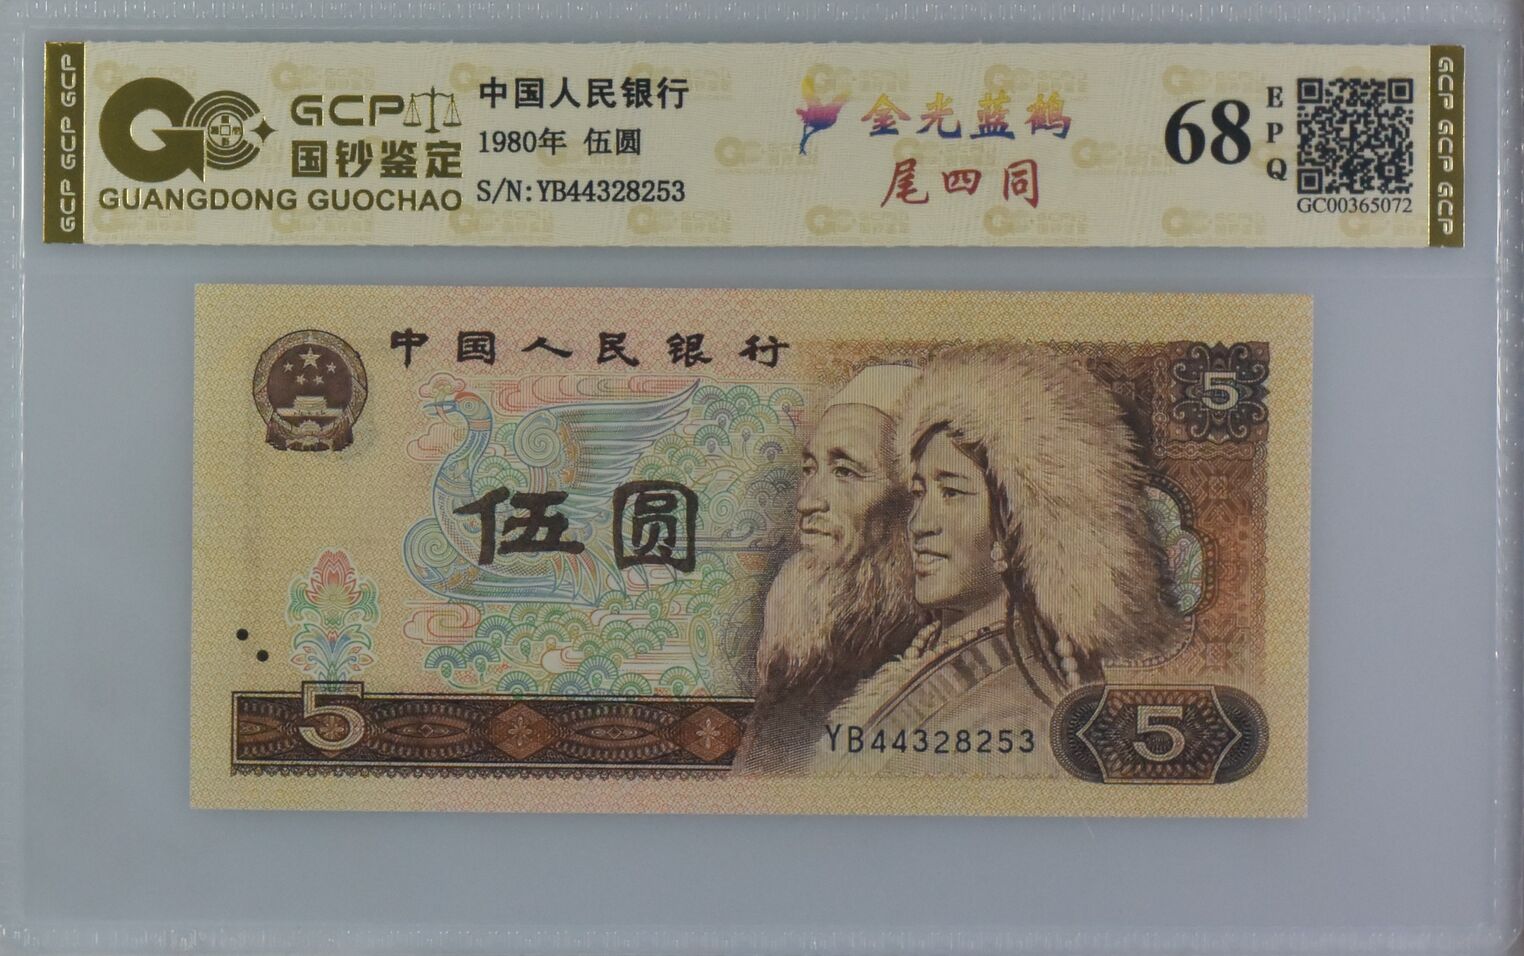 GCP GCP GCP
GCP
国钞鉴定
GUANGDONG GUOCHAO
中国人民银行
1980年 伍圆
S/N:YB44328253
金光蓝鹤
尾四同
68
EPQ
GC00365072
GCP GCP GCP
中国人民银行
5
伍圆
5
YB44328253
5